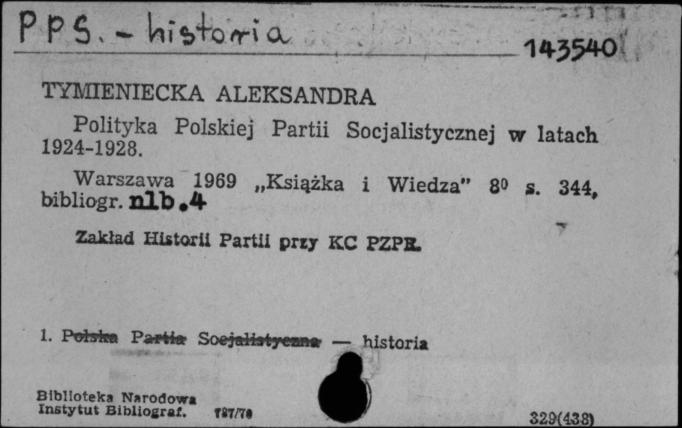 PPS. - historia
143540
TYMIENIECKA ALEKSANDRA
Polityka Polskiej Partii Socjalistycznej w latach
1924-1928.
Warszawa 1969 „Książka i Wiedza” 8⁰ s. 344,
bibliogr. nlb.4
Zakład Historii Partii przy KC PZPR.
1. Polska Partia Socjalistyczna — historia
Biblioteka Narodowa
Instytut Bibliograf. T87/70
329(438)